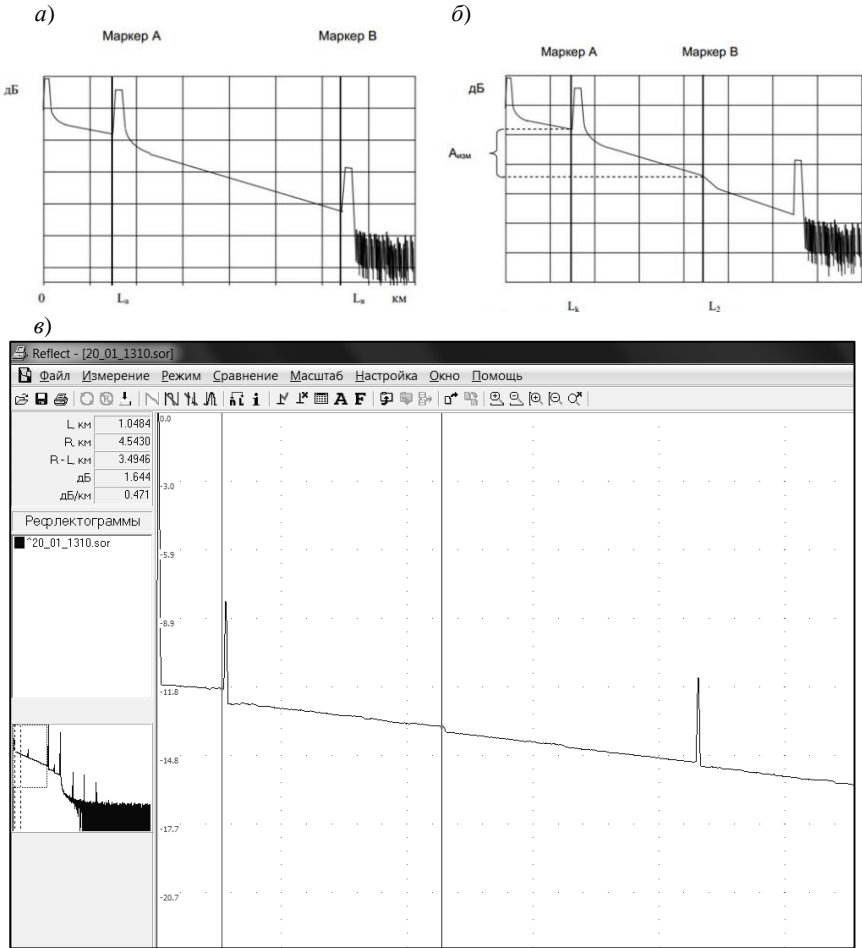 а)
б)
Маркер А
Маркер В
дБ
0
Lа
Lв
км
Маркер А
Маркер В
дБ
Аизм
Lk
L2
в)
Reflect - [20_01_1310.sor]
Файл Измерение Режим Сравнение Масштаб Настройка Окно Помощь
L, км 1.0484
R, км 4.5430
R - L, км 3.4946
дБ 1.644
дБ/км 0.471
Рефлектограммы
^20_01_1310.sor
0.0
-3.0
-5.9
-8.9
-11.8
-14.8
-17.7
-20.7